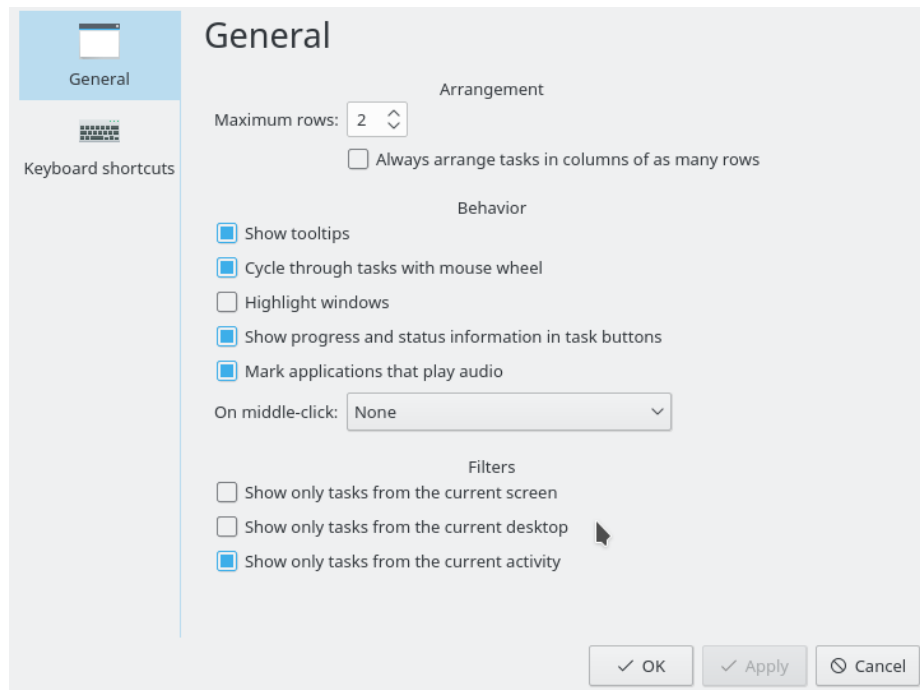 General
General
Keyboard shortcuts
Arrangement
Maximum rows: 2
Always arrange tasks in columns of as many rows
Behavior
Show tooltips
Cycle through tasks with mouse wheel
Highlight windows
Show progress and status information in task buttons
Mark applications that play audio
On middle-click: None
Filters
Show only tasks from the current screen
Show only tasks from the current desktop
Show only tasks from the current activity
OK Apply Cancel